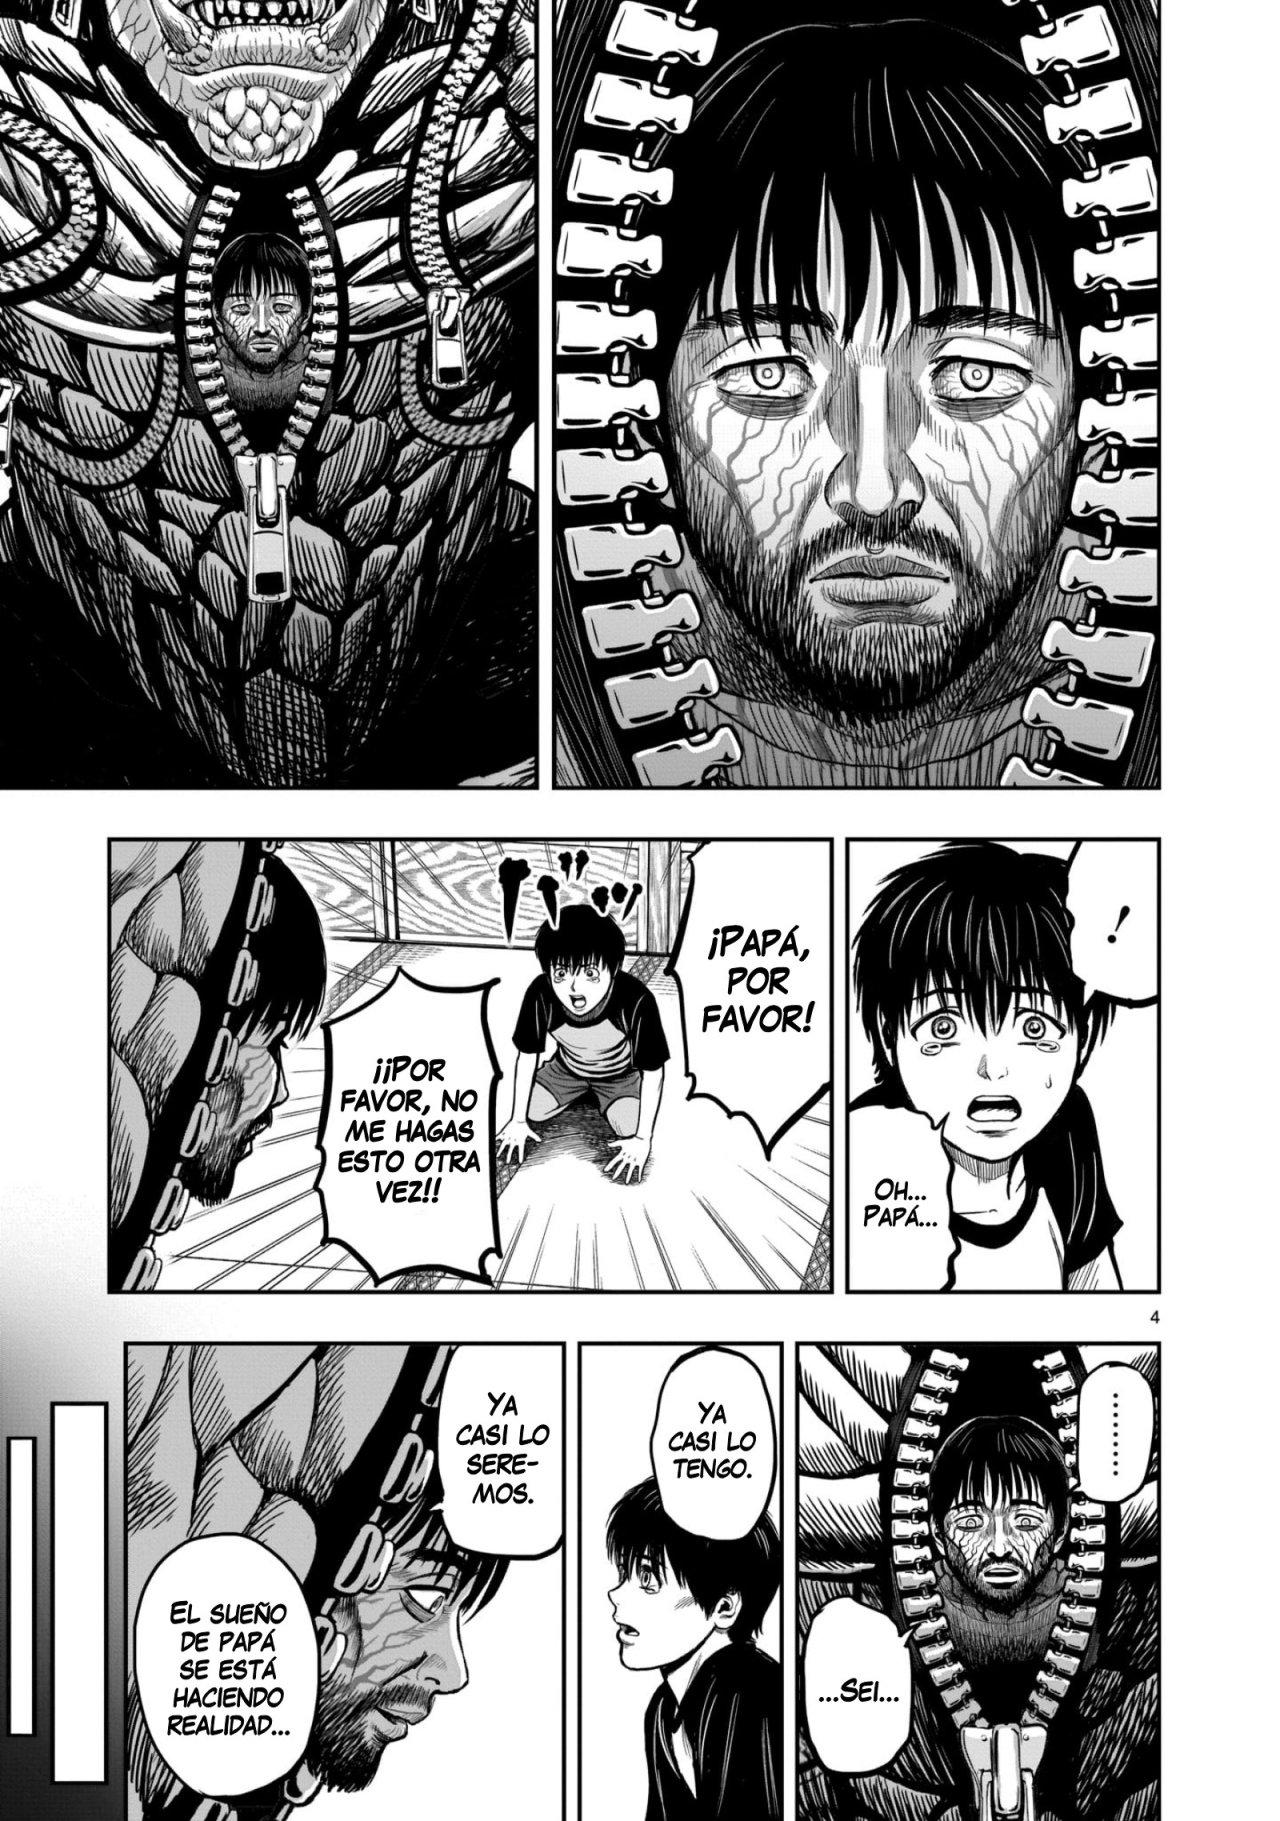 !
OH...
PAPÁ...
¡PAPÁ,
POR
FAVOR!
¡¡POR
FAVOR, NO
ME HAGAS
ESTO OTRA
VEZ!!
4
.........
...SEI...
YA
CASI LO
TENGO.
YA
CASI LO
SERE-
MOS.
EL SUEÑO
DE PAPÁ
SE ESTÁ
HACIENDO
REALIDAD...